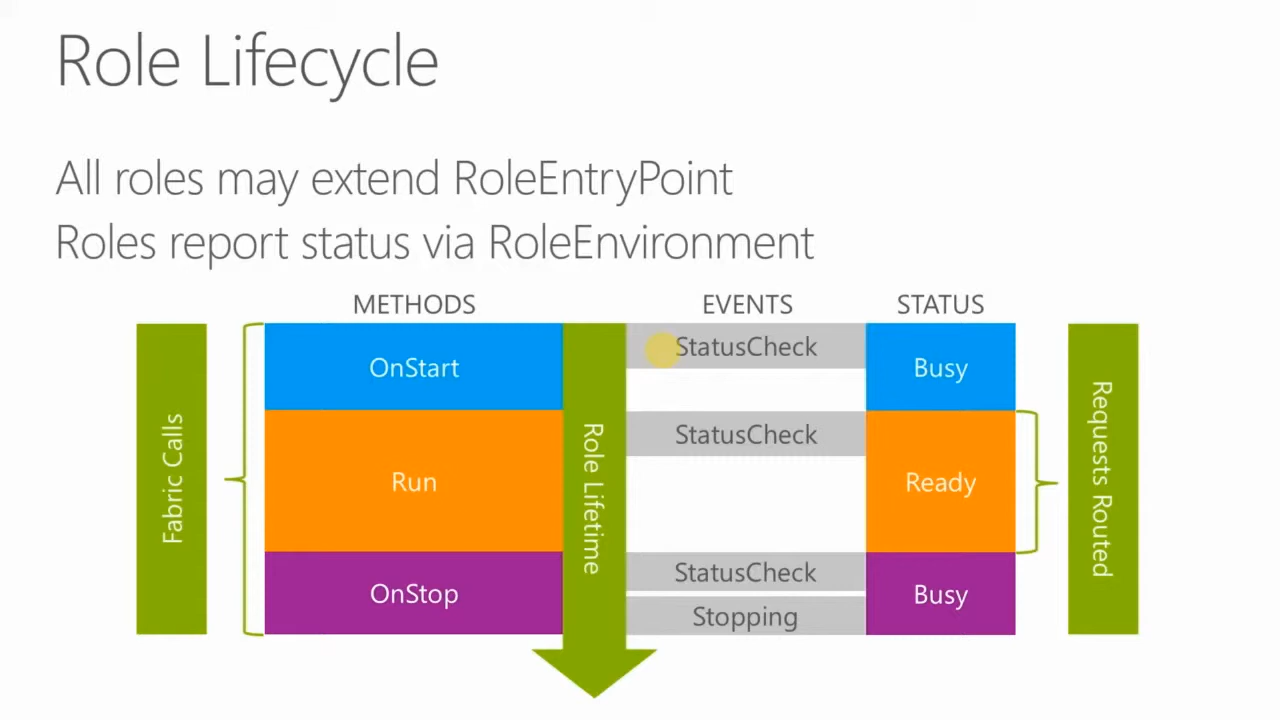 Role Lifecycle
All roles may extend RoleEntryPoint
Roles report status via RoleEnvironment
METHODS
EVENTS
STATUS
Fabric Calls
OnStart
Run
OnStop
Role Lifetime
StatusCheck
StatusCheck
StatusCheck
Stopping
Busy
Ready
Busy
Requests Routed